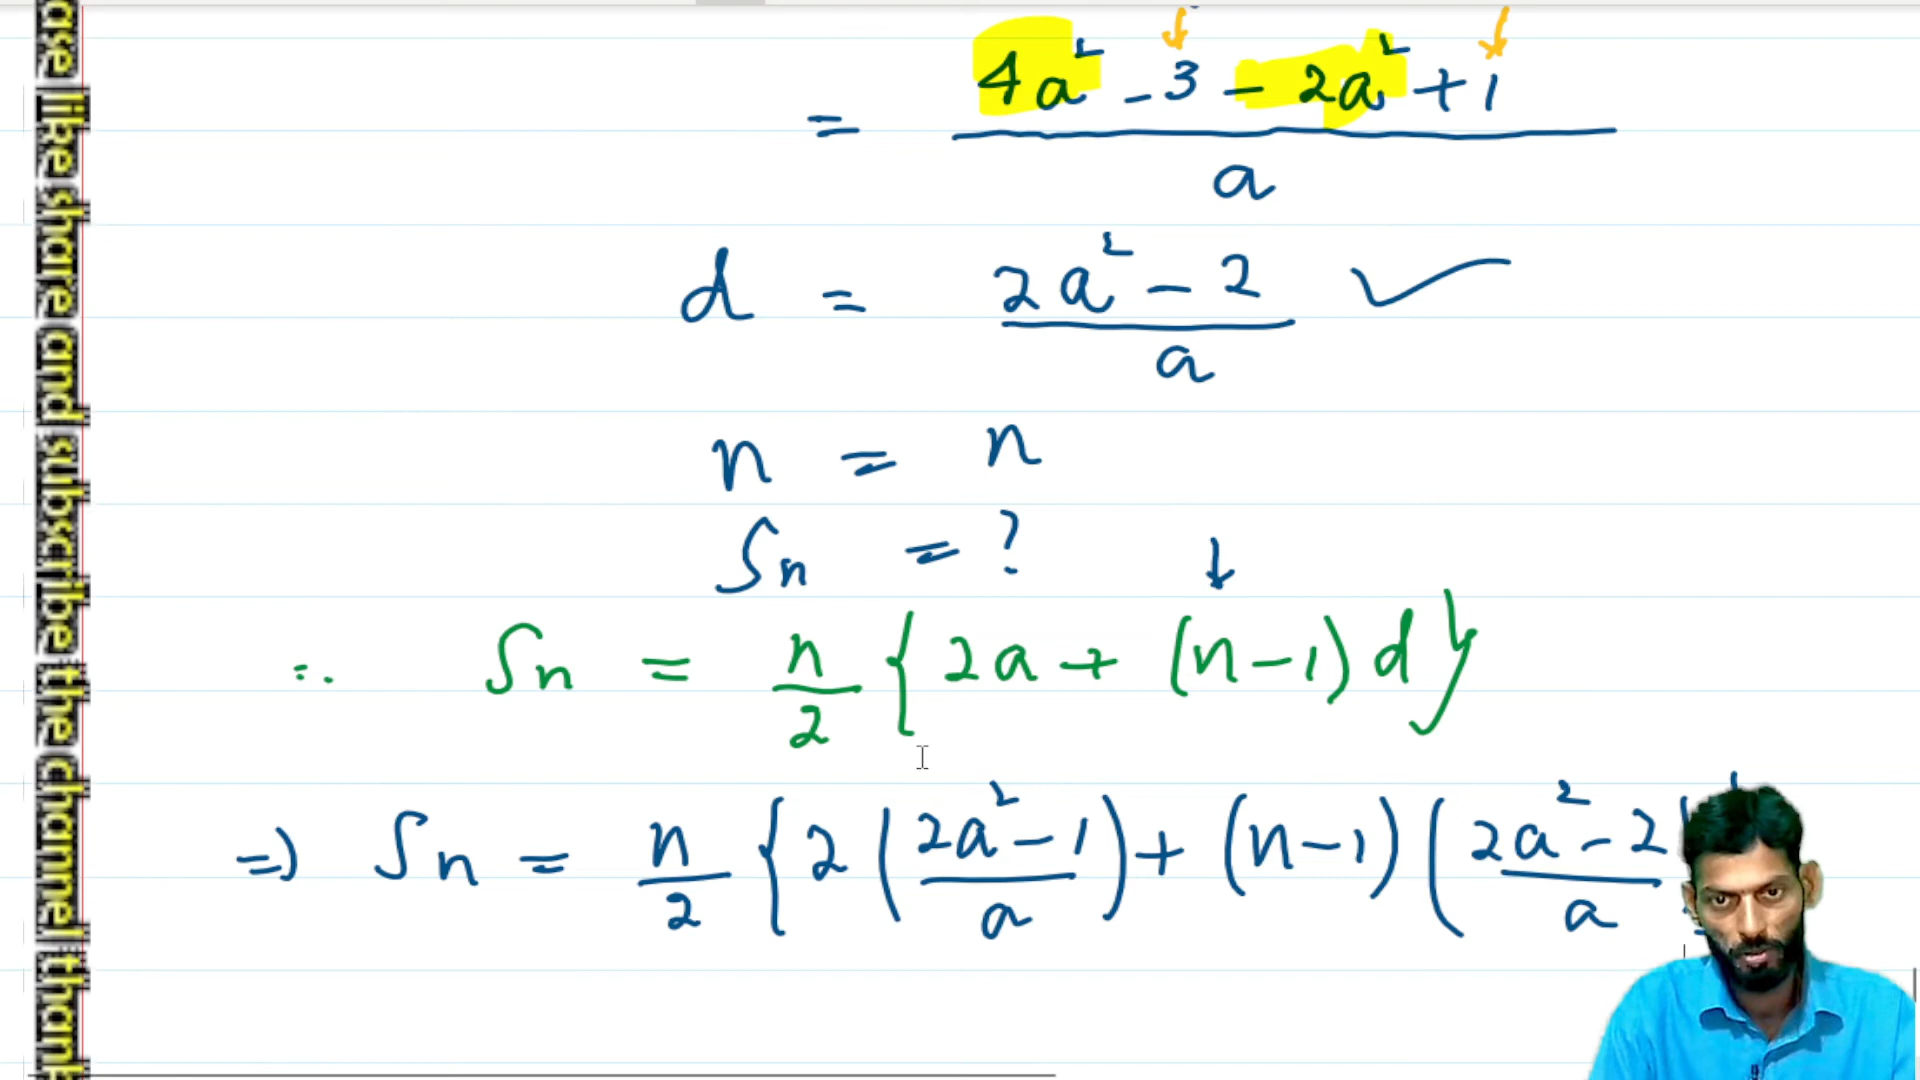 ase like share and subscribe the channel thank
= (4a² - 3 - 2a² + 1)/a
d = (2a² - 2)/a ✓
n = n
Sn = ?
∴ Sn = n/2 {2a + (n-1)d}
=> Sn = n/2 {2((2a²-1)/a) + (n-1)((2a²-2)/a